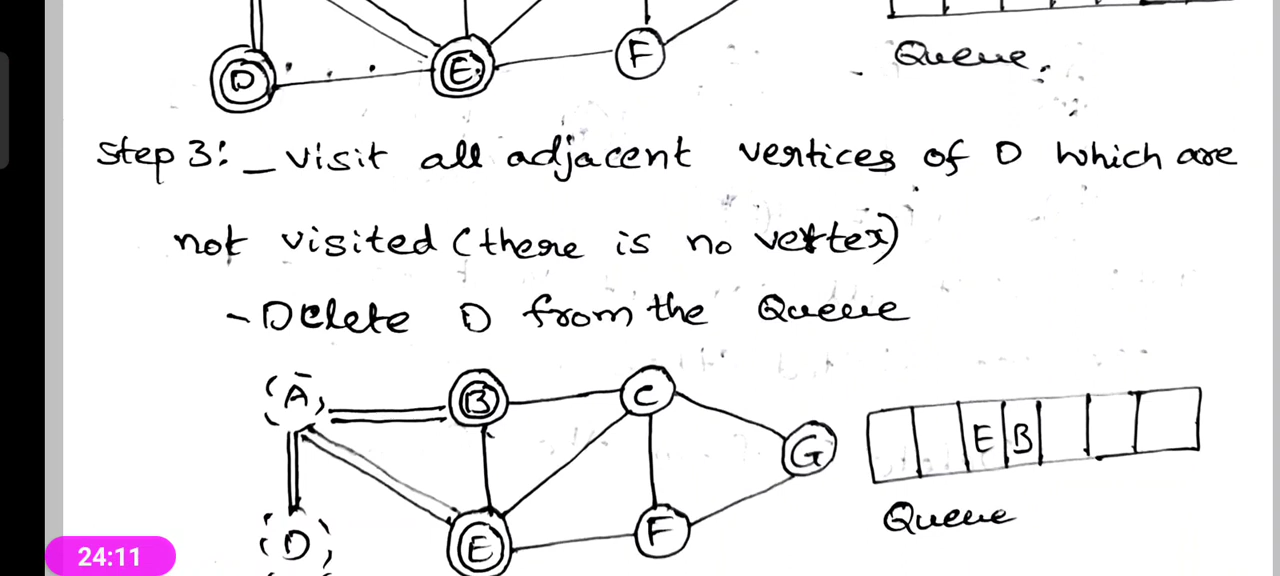 D E F
Queue.
Step 3:- visit all adjacent vertices of D which are
not visited (there is no vertex)
- Delete D from the Queue
A B C
G E B
D E F Queue
24:11